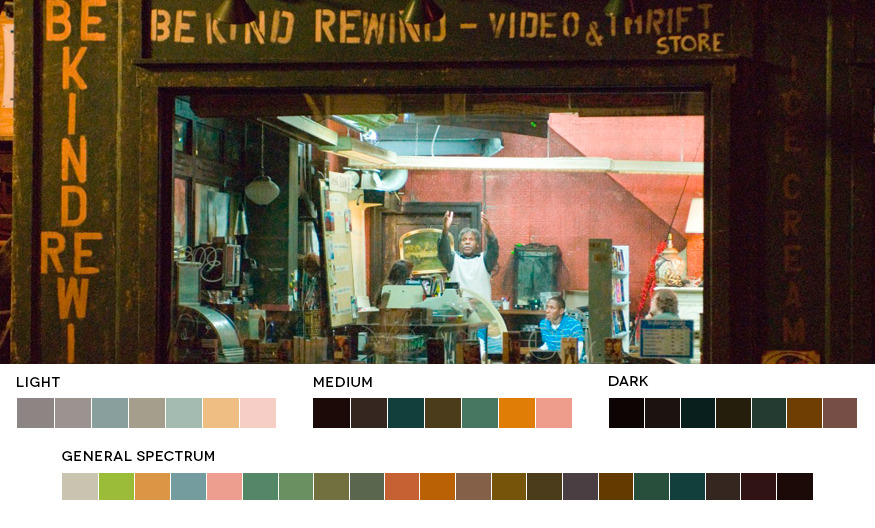 BE KIND REWIND - VIDEO & THRIFT
STORE
BE
KIND
REWI
ICE CREAM
LIGHT
MEDIUM
DARK
GENERAL SPECTRUM